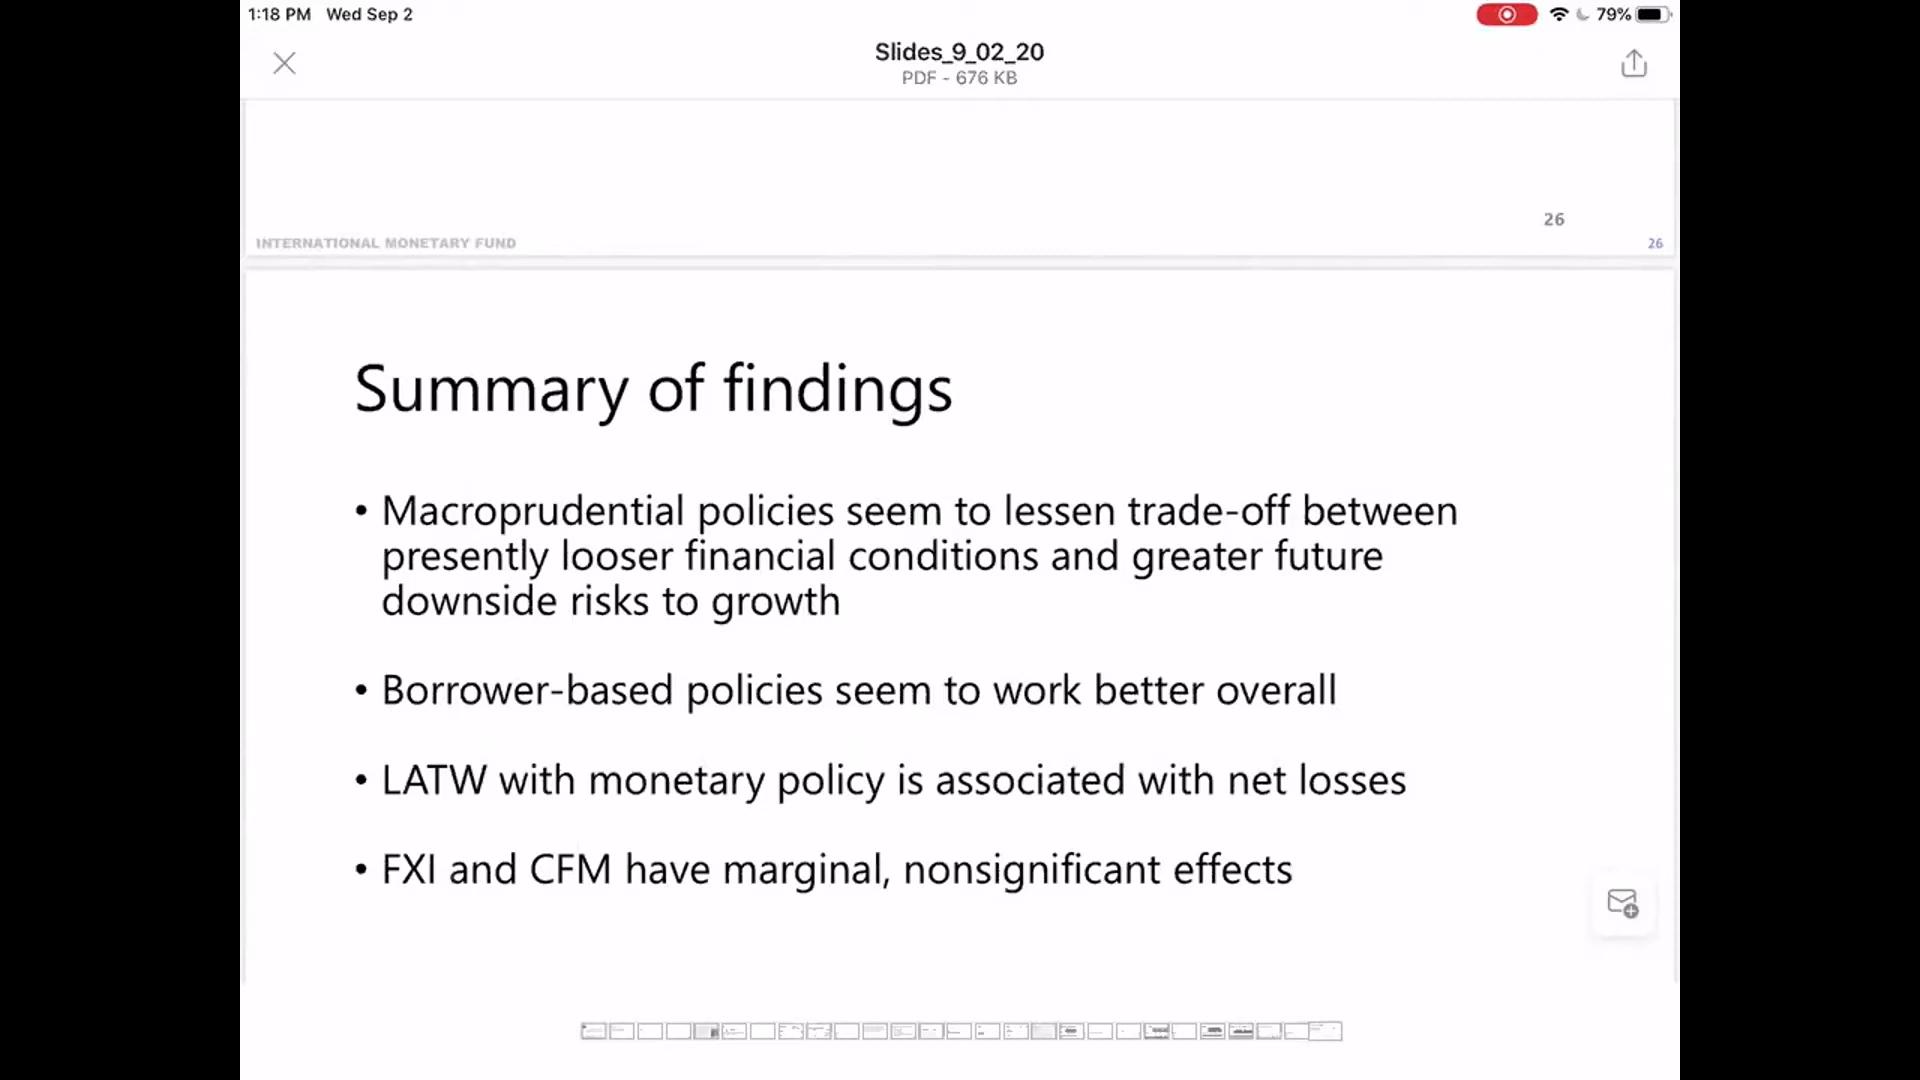 1:18 PM Wed Sep 2
79%
Slides_9_02_20
PDF - 676 KB
26
INTERNATIONAL MONETARY FUND
26
Summary of findings
• Macroprudential policies seem to lessen trade-off between
presently looser financial conditions and greater future
downside risks to growth
• Borrower-based policies seem to work better overall
• LATW with monetary policy is associated with net losses
• FXI and CFM have marginal, nonsignificant effects